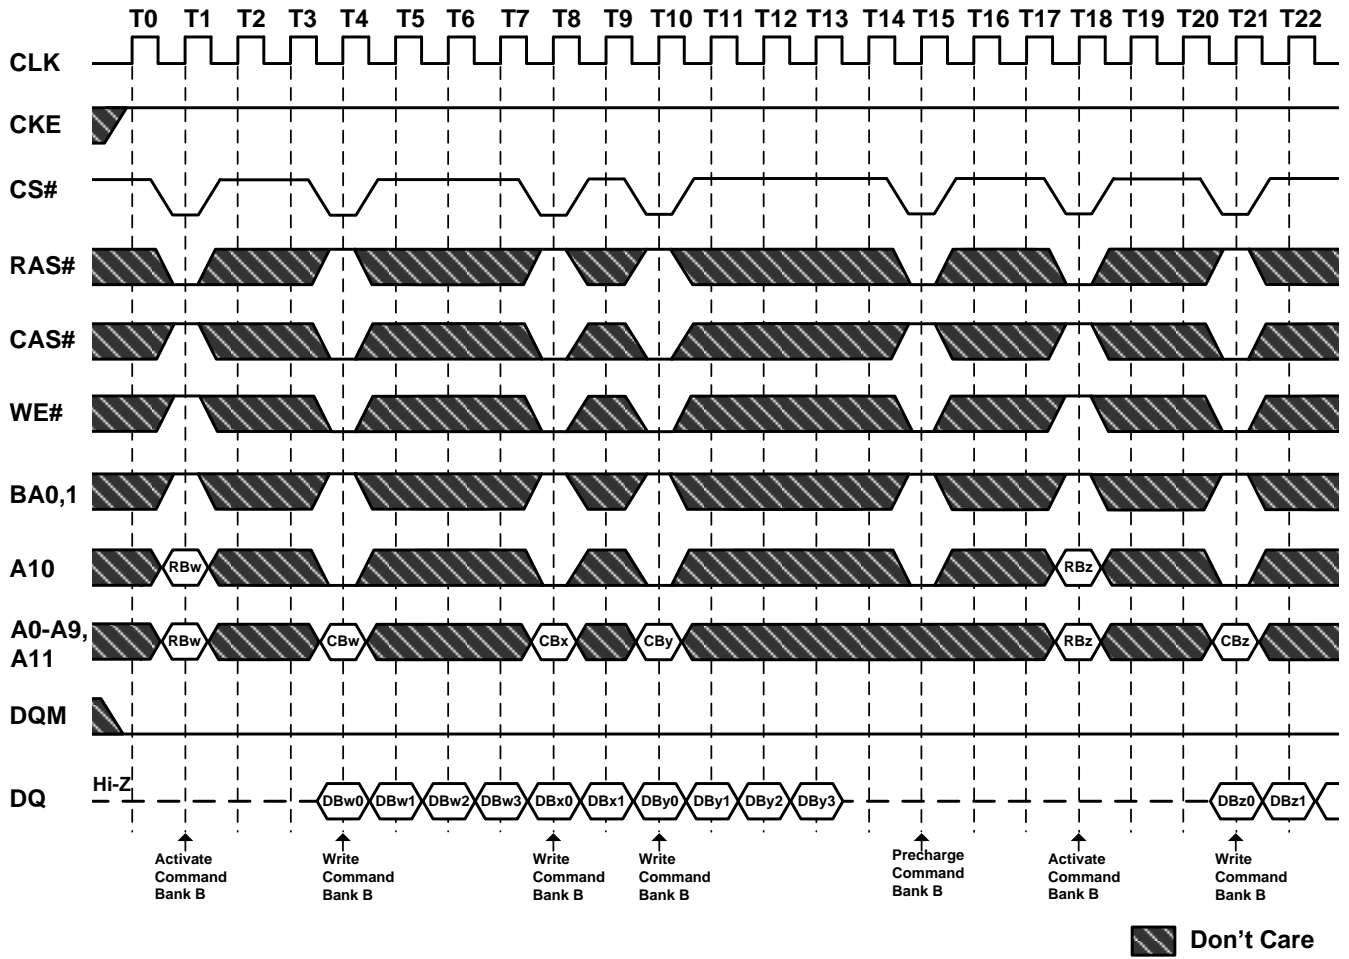 T0 T1 T2 T3 T4 T5 T6 T7 T8 T9 T10 T11 T12 T13 T14 T15 T16 T17 T18 T19 T20 T21 T22
CLK
CKE
CS#
RAS#
CAS#
WE#
BA0,1
A10
RBw RBz
A0-A9,
A11
RBw CBw CBx CBy RBz CBz
DQM
DQ
Hi-Z
DBw0 DBw1 DBw2 DBw3 DBx0 DBx1 DBy0 DBy1 DBy2 DBy3 DBz0 DBz1
Activate
Command
Bank B
Write
Command
Bank B
Write
Command
Bank B
Write
Command
Bank B
Precharge
Command
Bank B
Activate
Command
Bank B
Write
Command
Bank B
Don't Care